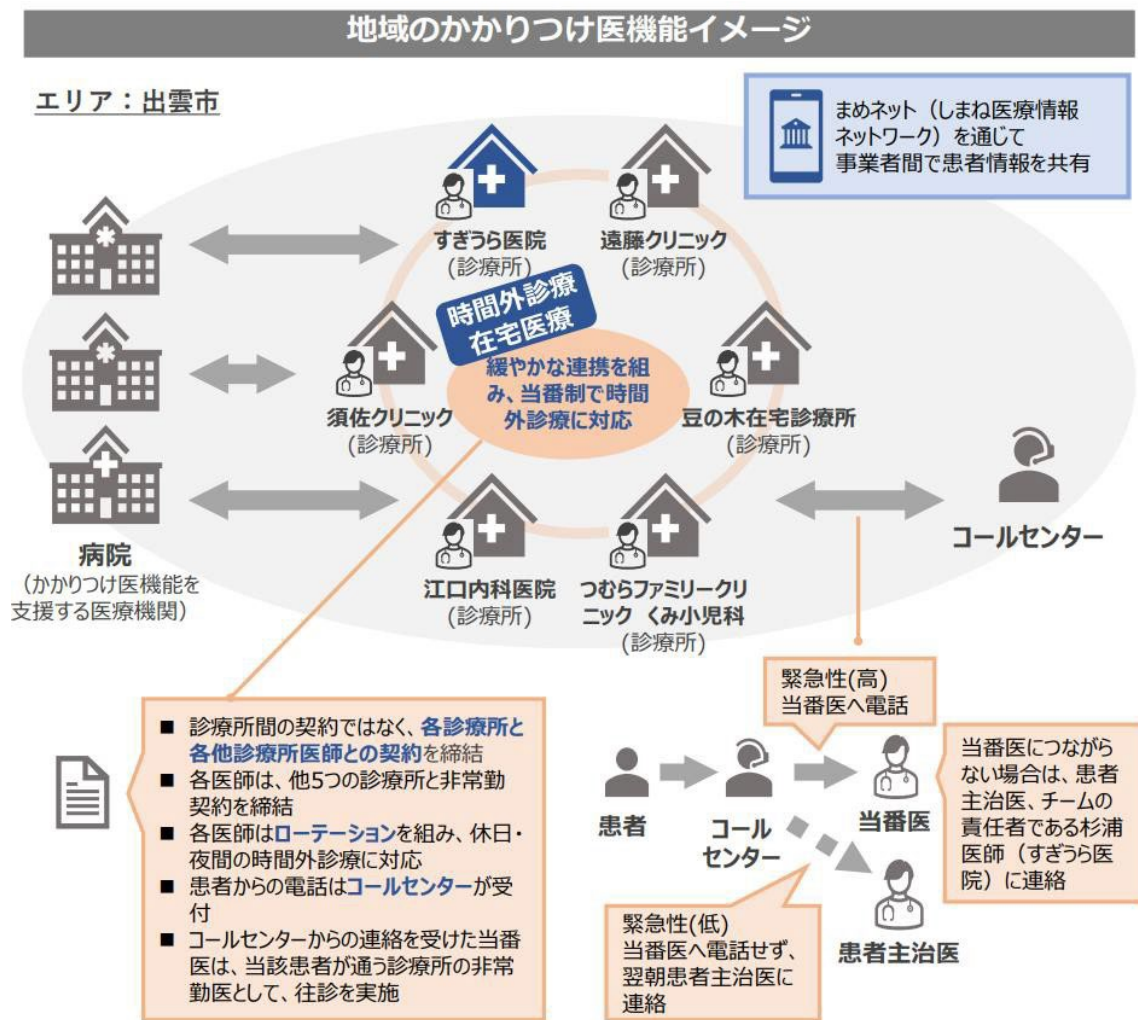 地域のかかりつけ医機能イメージ
エリア：出雲市
まめネット（しまね医療情報
ネットワーク）を通じて
事業者間で患者情報を共有
すぎうら医院
(診療所)
遠藤クリニック
(診療所)
時間外診療
在宅医療
緩やかな連携を組
み、当番制で時間
外診療に対応
須佐クリニック
(診療所)
豆の木在宅診療所
(診療所)
江口内科医院
(診療所)
つむらファミリークリ
ニック くみ小児科
(診療所)
コールセンター
病院
（かかりつけ医機能を
支援する医療機関）
■ 診療所間の契約ではなく、各診療所と
各他診療所医師との契約を締結
■ 各医師は、他5つの診療所と非常勤
契約を締結
■ 各医師はローテーションを組み、休日・
夜間の時間外診療に対応
■ 患者からの電話はコールセンターが受
付
■ コールセンターからの連絡を受けた当番
医は、当該患者が通う診療所の非常
勤医として、往診を実施
緊急性(高)
当番医へ電話
患者
コール
センター
当番医
当番医につながら
ない場合は、患者
主治医、チームの
責任者である杉浦
医師（すぎうら医
院）に連絡
緊急性(低)
当番医へ電話せず、
翌朝患者主治医に
連絡
患者主治医